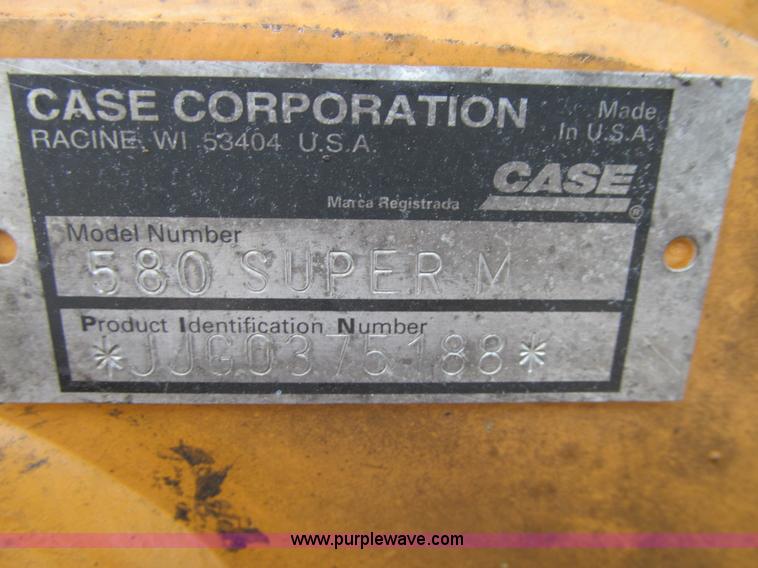 CASE CORPORATION
RACINE, WI 53404 U.S.A.
Made
In U.S.A.
CASE
®
Marca Registrada
Model Number
580 SUPER M
Product Identification Number
*JJG0375188*
www.purplewave.com